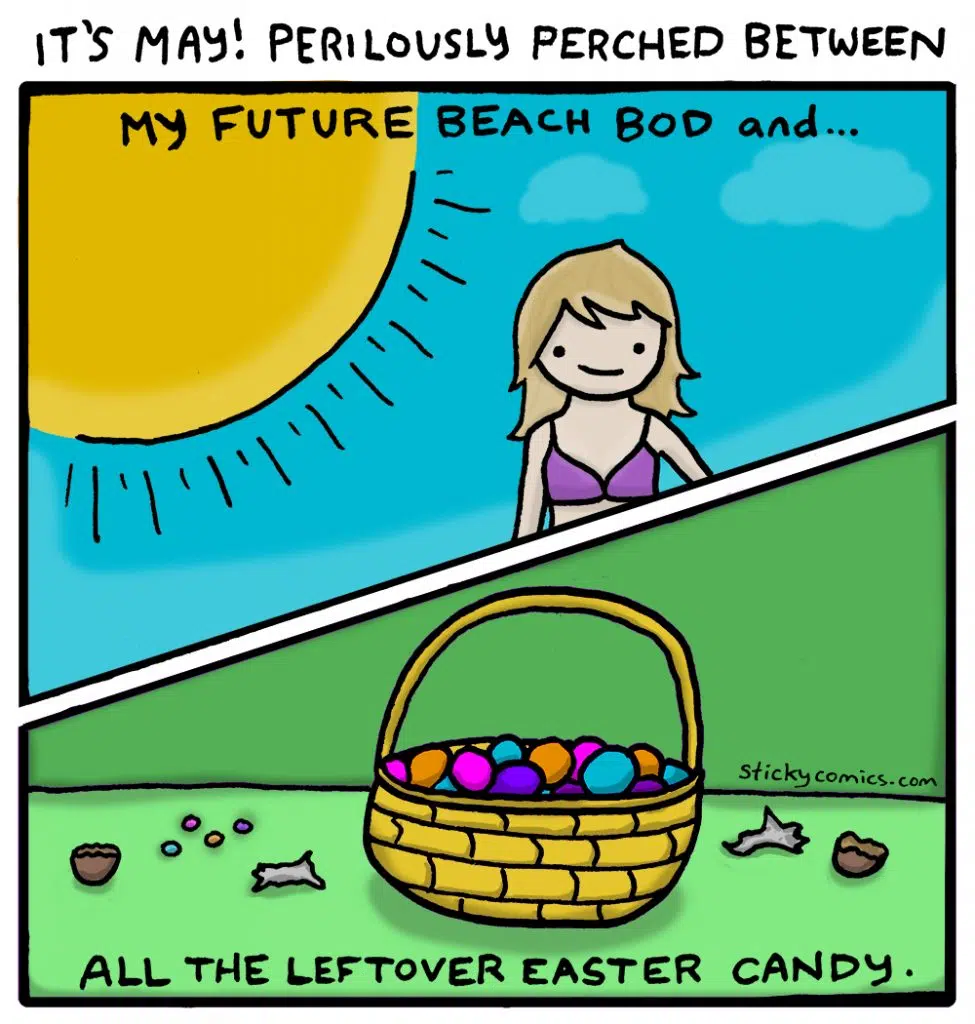 IT'S MAY! PERILOUSLY PERCHED BETWEEN
MY FUTURE BEACH BOD and...
stickycomics.com
ALL THE LEFTOVER EASTER CANDY.